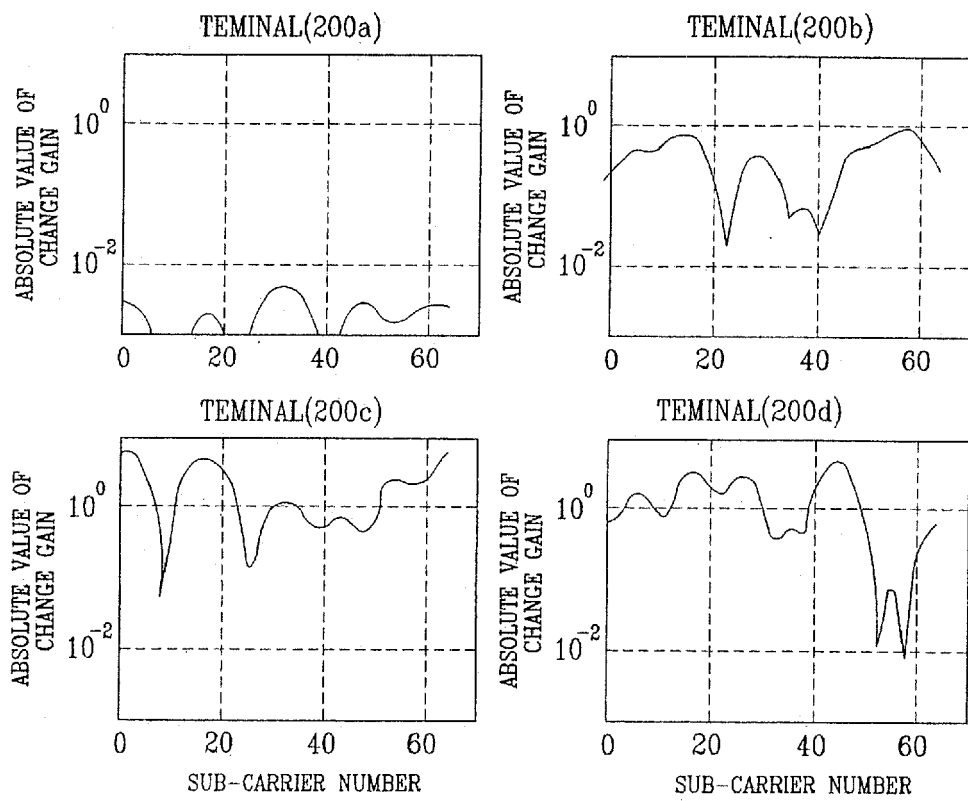 TEMINAL(200a)
ABSOLUTE VALUE OF
CHANGE GAIN
10^0
10^-2
0 20 40 60
TEMINAL(200b)
ABSOLUTE VALUE OF
CHANGE GAIN
10^0
10^-2
0 20 40 60
TEMINAL(200c)
ABSOLUTE VALUE OF
CHANGE GAIN
10^0
10^-2
0 20 40 60
SUB-CARRIER NUMBER
TEMINAL(200d)
ABSOLUTE VALUE OF
CHANGE GAIN
10^0
10^-2
0 20 40 60
SUB-CARRIER NUMBER